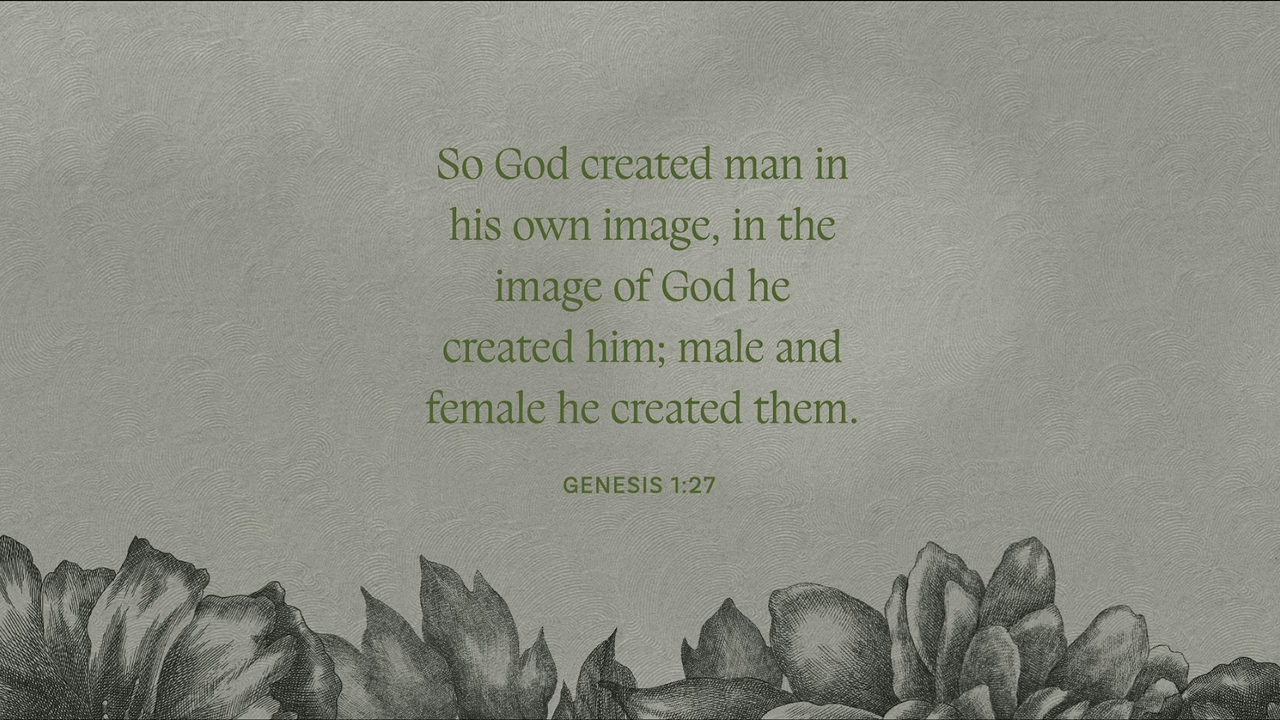 So God created man in
his own image, in the
image of God he
created him; male and
female he created them.
GENESIS 1:27